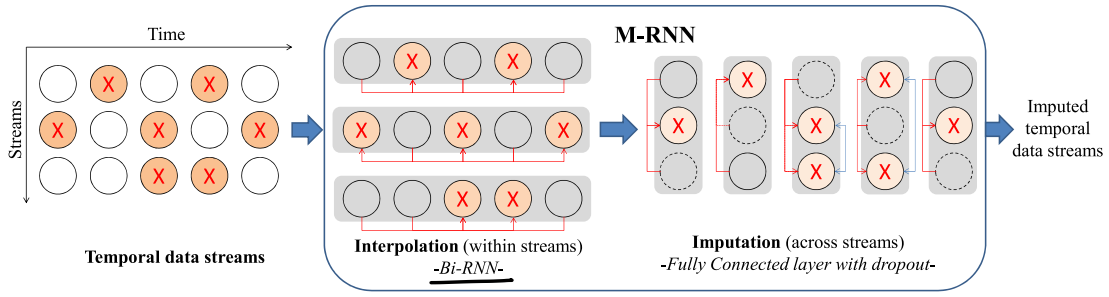 Time
Streams
X X
X X X
X X
Temporal data streams
M-RNN
X X
X X X
X X
Interpolation (within streams)
-Bi-RNN-
X X
X X X
X X
Imputation (across streams)
-Fully Connected layer with dropout-
Imputed
temporal
data streams